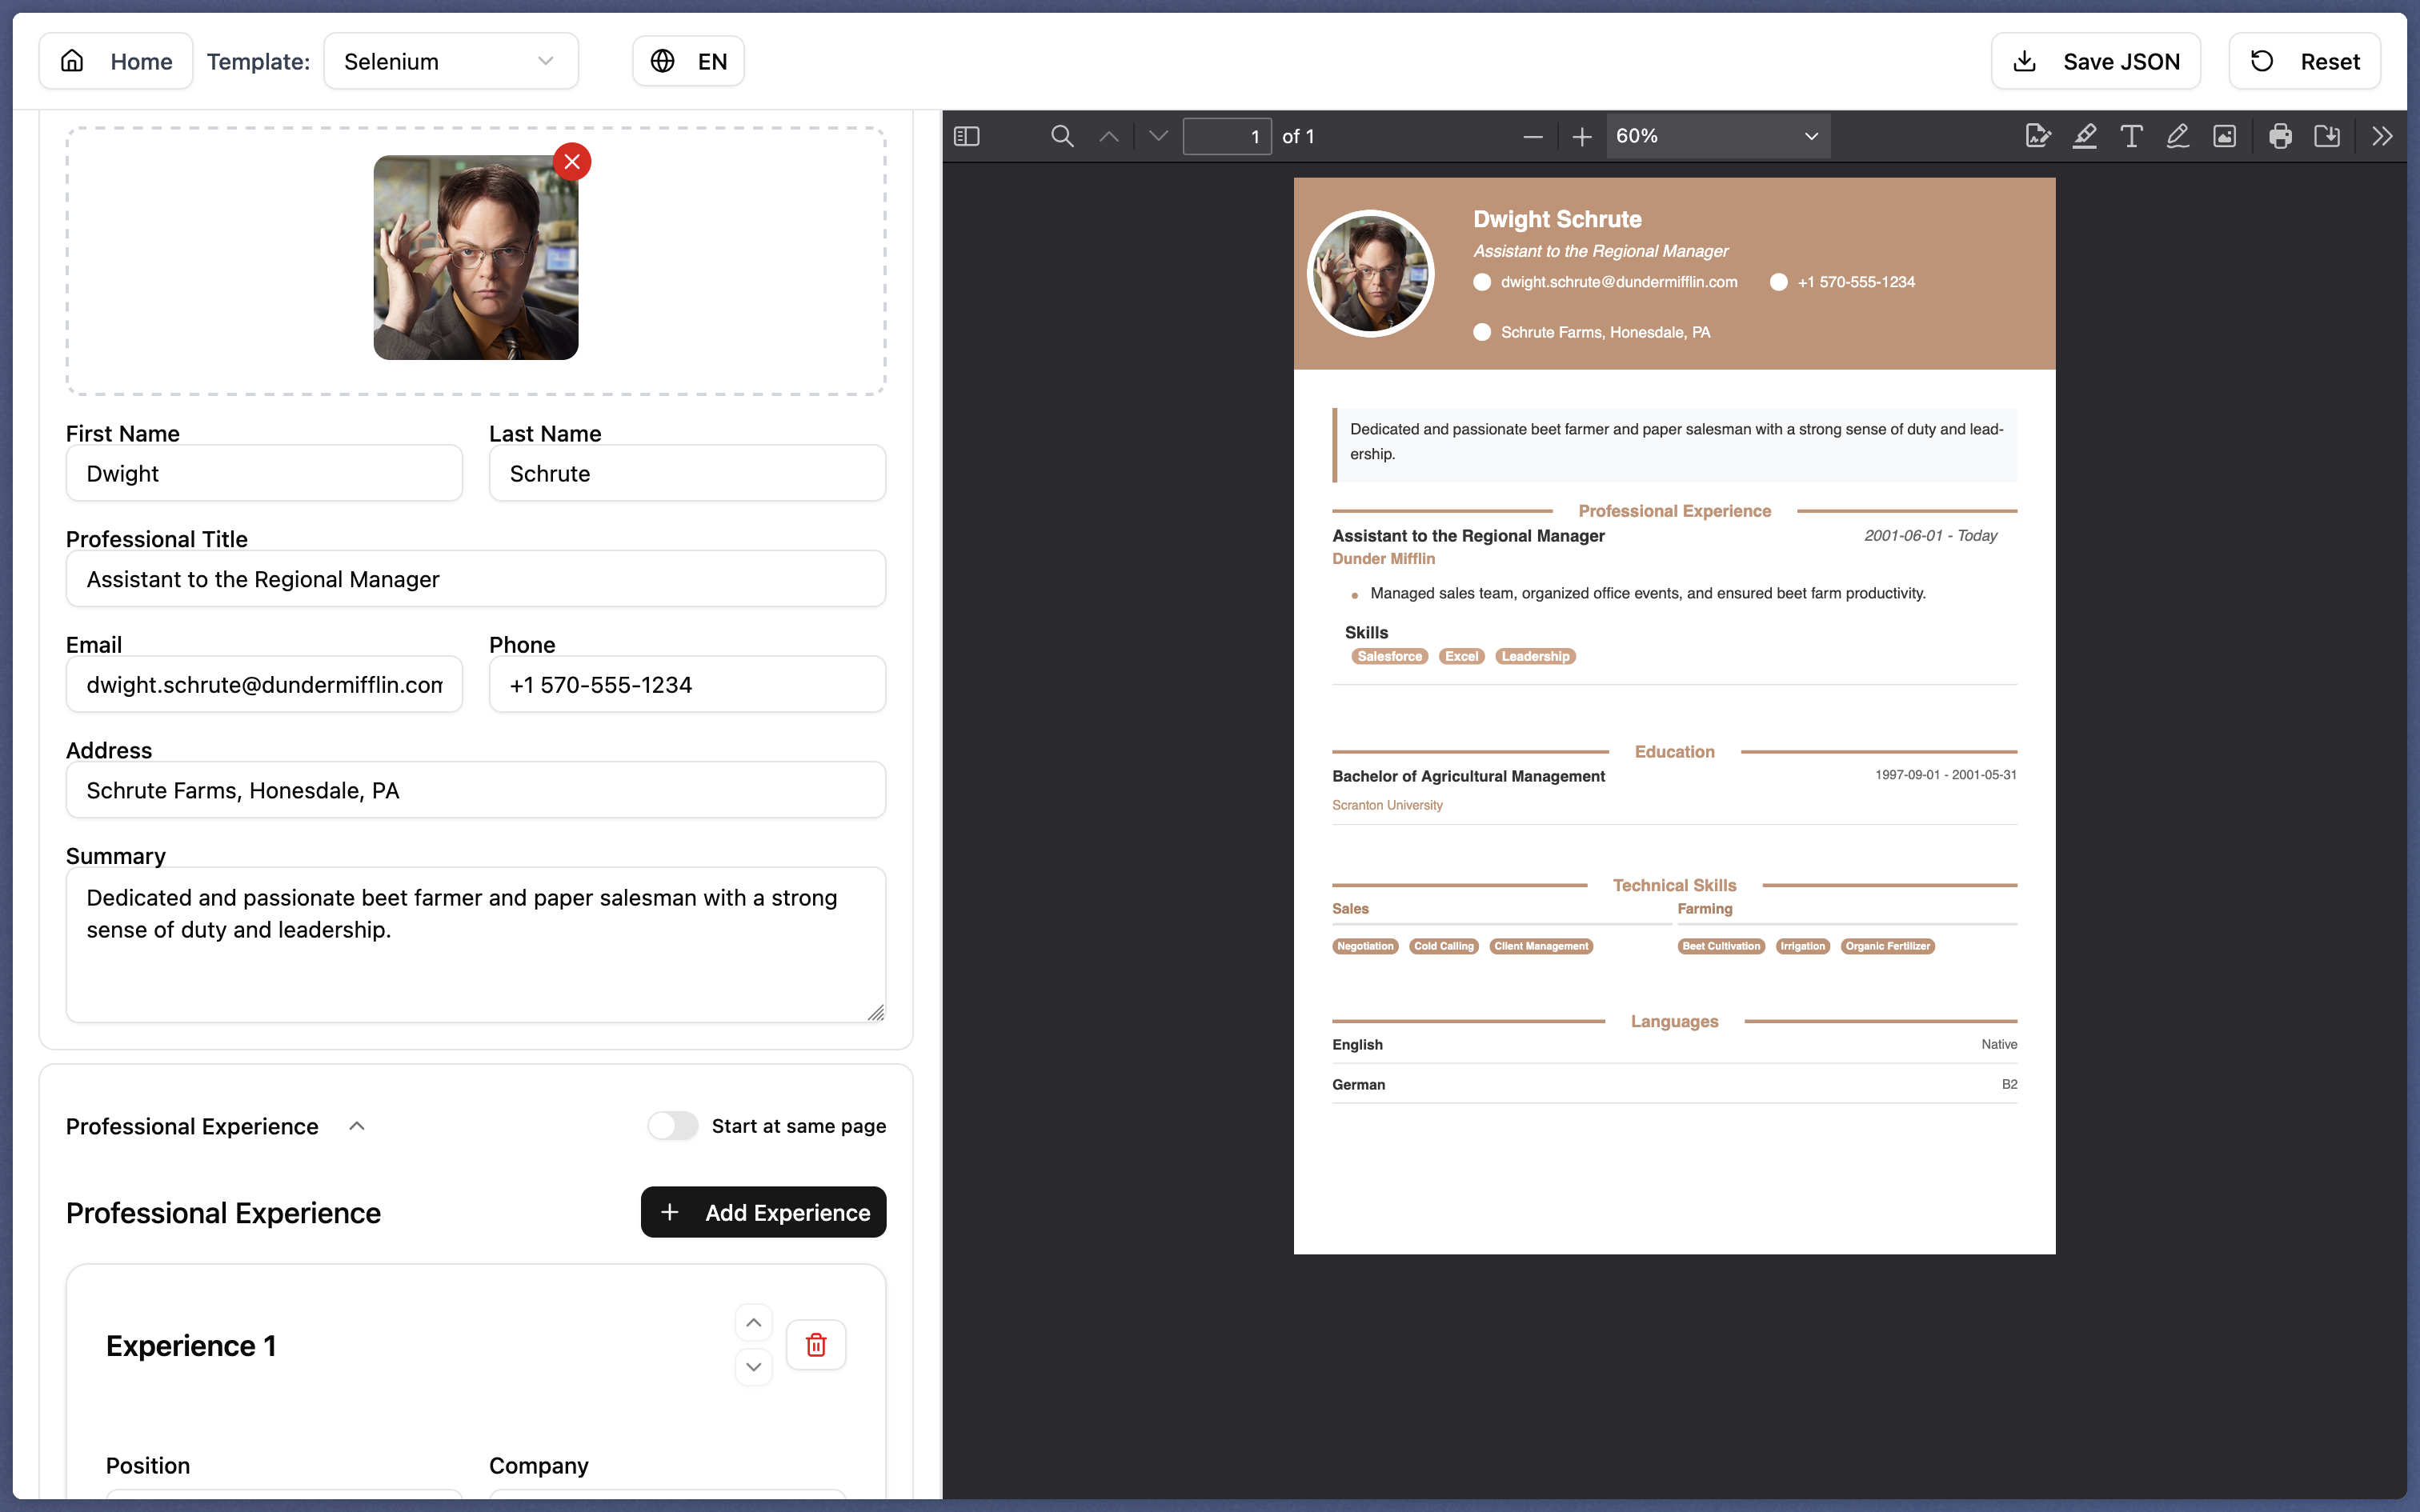 Home
Template:
Selenium
EN
Save JSON
Reset
First Name
Last Name
Dwight
Schrute
Professional Title
Assistant to the Regional Manager
Email
Phone
dwight.schrute@dundermifflin.com
+1 570-555-1234
Address
Schrute Farms, Honesdale, PA
Summary
Dedicated and passionate beet farmer and paper salesman with a strong
sense of duty and leadership.
Professional Experience
Start at same page
Professional Experience
Add Experience
Experience 1
Position
Company
1 of 1
60%
Dwight Schrute
Assistant to the Regional Manager
dwight.schrute@dundermifflin.com
+1 570-555-1234
Schrute Farms, Honesdale, PA
Dedicated and passionate beet farmer and paper salesman with a strong sense of duty and lead-
ership.
Professional Experience
Assistant to the Regional Manager
2001-06-01 - Today
Dunder Mifflin
Managed sales team, organized office events, and ensured beet farm productivity.
Skills
Salesforce Excel Leadership
Education
Bachelor of Agricultural Management
1997-09-01 - 2001-05-31
Scranton University
Technical Skills
Sales
Farming
Negotiation Cold Calling Client Management
Beet Cultivation Irrigation Organic Fertilizer
Languages
English
Native
German
B2